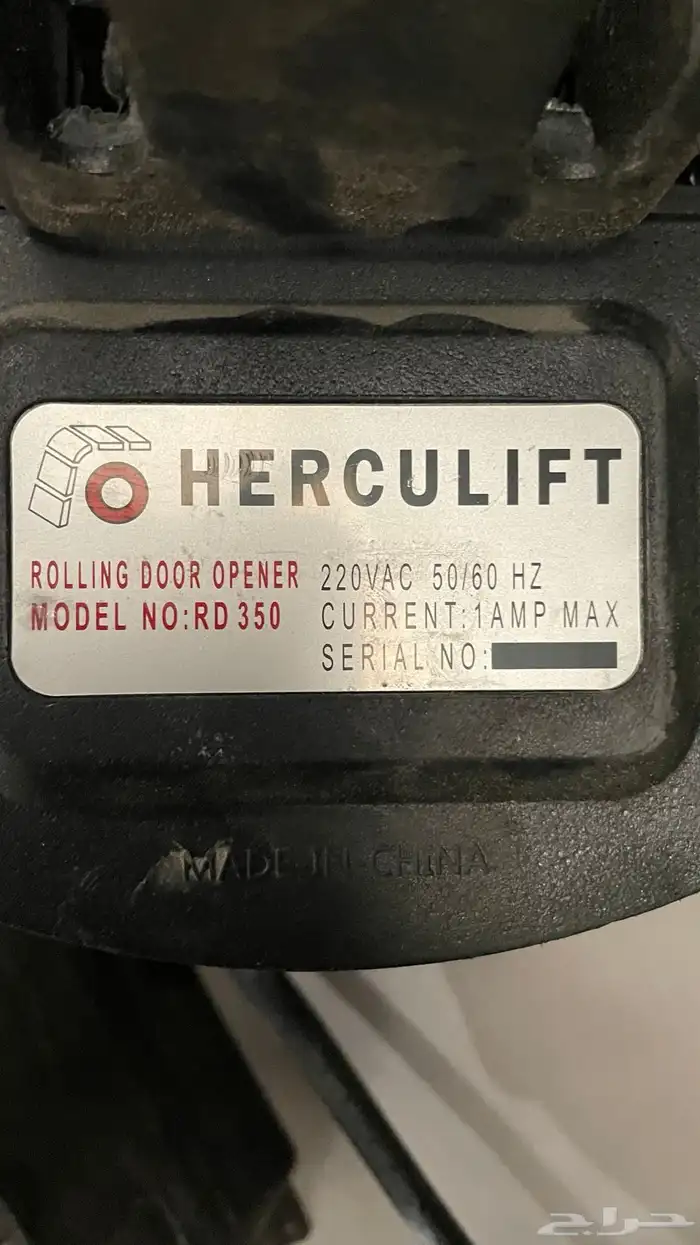 HERCULIFT
ROLLING DOOR OPENER 220VAC 50/60 HZ
MODEL NO:RD 350 CURRENT:1AMP MAX
SERIAL NO:
MADE IN CHINA
حراج